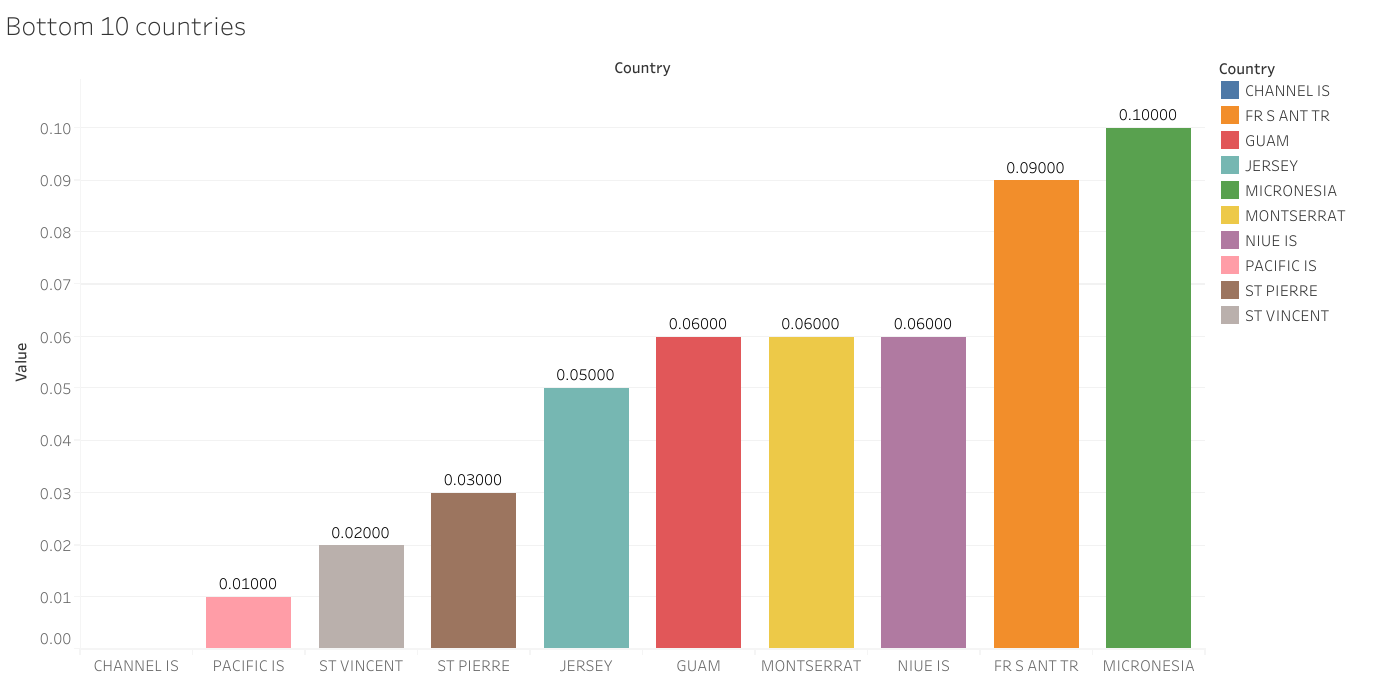 Bottom 10 countries
Country
Value
0.10
0.09
0.08
0.07
0.06
0.05
0.04
0.03
0.02
0.01
0.00
0.01000
0.02000
0.03000
0.05000
0.06000
0.06000
0.06000
0.09000
0.10000
CHANNEL IS
PACIFIC IS
ST VINCENT
ST PIERRE
JERSEY
GUAM
MONTSERRAT
NIUE IS
FR S ANT TR
MICRONESIA
Country
CHANNEL IS
FR S ANT TR
GUAM
JERSEY
MICRONESIA
MONTSERRAT
NIUE IS
PACIFIC IS
ST PIERRE
ST VINCENT